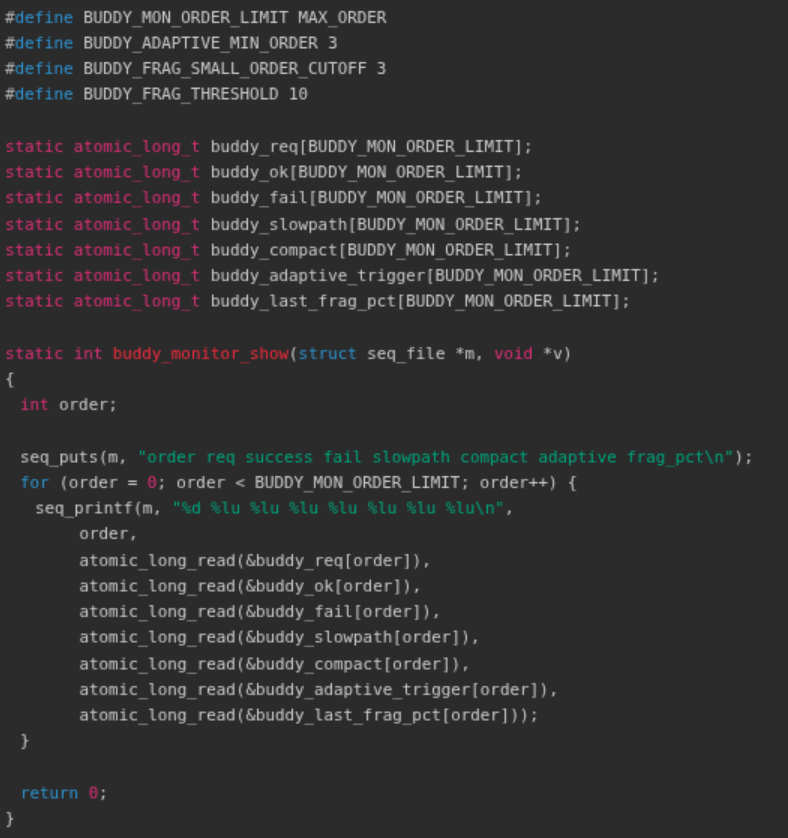 #define BUDDY_MON_ORDER_LIMIT MAX_ORDER
#define BUDDY_ADAPTIVE_MIN_ORDER 3
#define BUDDY_FRAG_SMALL_ORDER_CUTOFF 3
#define BUDDY_FRAG_THRESHOLD 10

static atomic_long_t buddy_req[BUDDY_MON_ORDER_LIMIT];
static atomic_long_t buddy_ok[BUDDY_MON_ORDER_LIMIT];
static atomic_long_t buddy_fail[BUDDY_MON_ORDER_LIMIT];
static atomic_long_t buddy_slowpath[BUDDY_MON_ORDER_LIMIT];
static atomic_long_t buddy_compact[BUDDY_MON_ORDER_LIMIT];
static atomic_long_t buddy_adaptive_trigger[BUDDY_MON_ORDER_LIMIT];
static atomic_long_t buddy_last_frag_pct[BUDDY_MON_ORDER_LIMIT];

static int buddy_monitor_show(struct seq_file *m, void *v)
{
 int order;

 seq_puts(m, "order req success fail slowpath compact adaptive frag_pct\n");
 for (order = 0; order < BUDDY_MON_ORDER_LIMIT; order++) {
  seq_printf(m, "%d %lu %lu %lu %lu %lu %lu %lu\n",
      order,
      atomic_long_read(&buddy_req[order]),
      atomic_long_read(&buddy_ok[order]),
      atomic_long_read(&buddy_fail[order]),
      atomic_long_read(&buddy_slowpath[order]),
      atomic_long_read(&buddy_compact[order]),
      atomic_long_read(&buddy_adaptive_trigger[order]),
      atomic_long_read(&buddy_last_frag_pct[order]));
 }

 return 0;
}